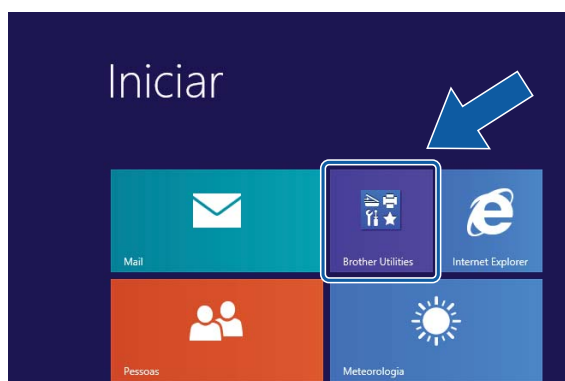 Iniciar
Mail
Brother Utilities
Internet Explorer
Pessoas
Meteorologia